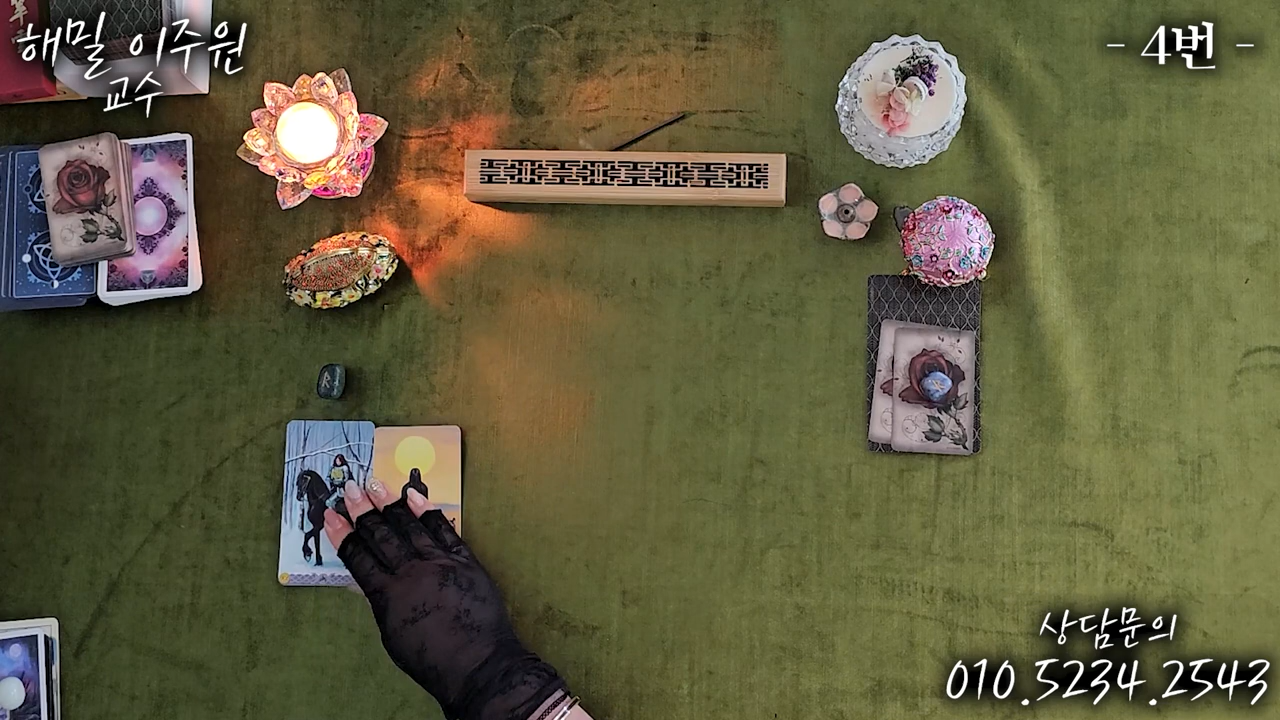 해밀 이주원
교수
- 4번 -
상담문의
010.5234.2543